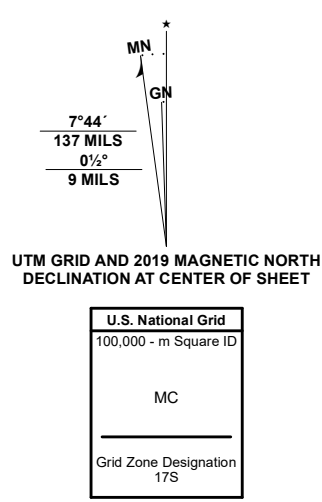 MN
GN
7°44´
137 MILS
0½°
9 MILS
UTM GRID AND 2019 MAGNETIC NORTH
DECLINATION AT CENTER OF SHEET
U.S. National Grid
100,000 - m Square ID
MC
Grid Zone Designation
17S